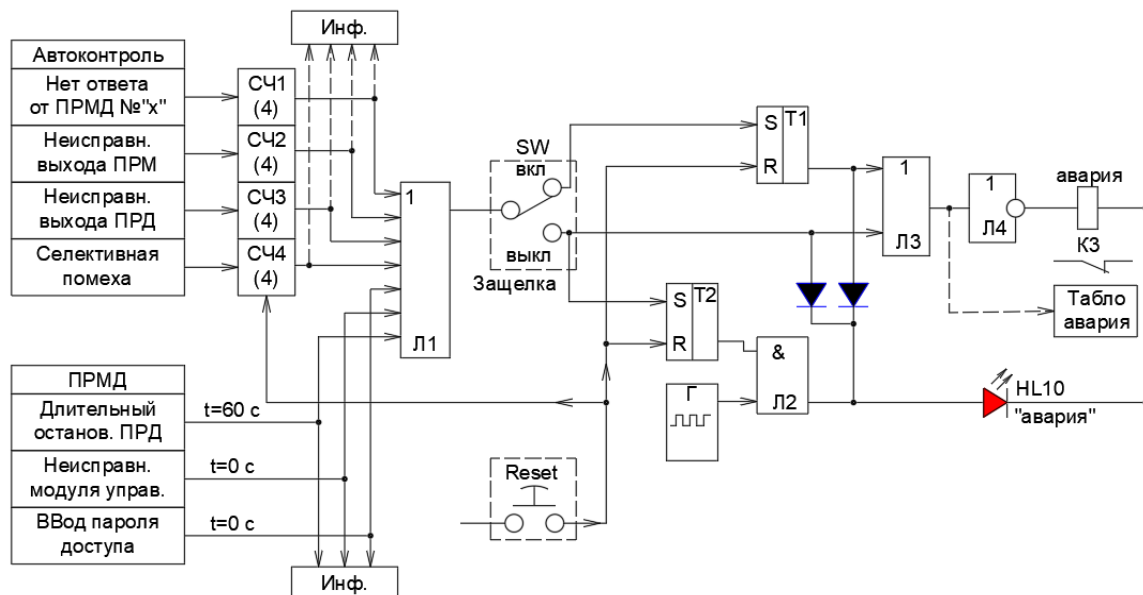 Инф.
Автоконтроль
Нет ответа
от ПРМД №"x"
Неисправн.
выхода ПРМ
Неисправн.
выхода ПРД
Селективная
помеха
СЧ1
(4)
СЧ2
(4)
СЧ3
(4)
СЧ4
(4)
1
Л1
SW
вкл
выкл
Защелка
S
T1
R
S
T2
R
&
Л2
Г
1
Л3
1
Л4
авария
К3
Табло
авария
HL10
"авария"
ПРМД
Длительный
останов. ПРД
Неисправн.
модуля управ.
ВВод пароля
доступа
t=60 с
t=0 с
t=0 с
Reset
Инф.